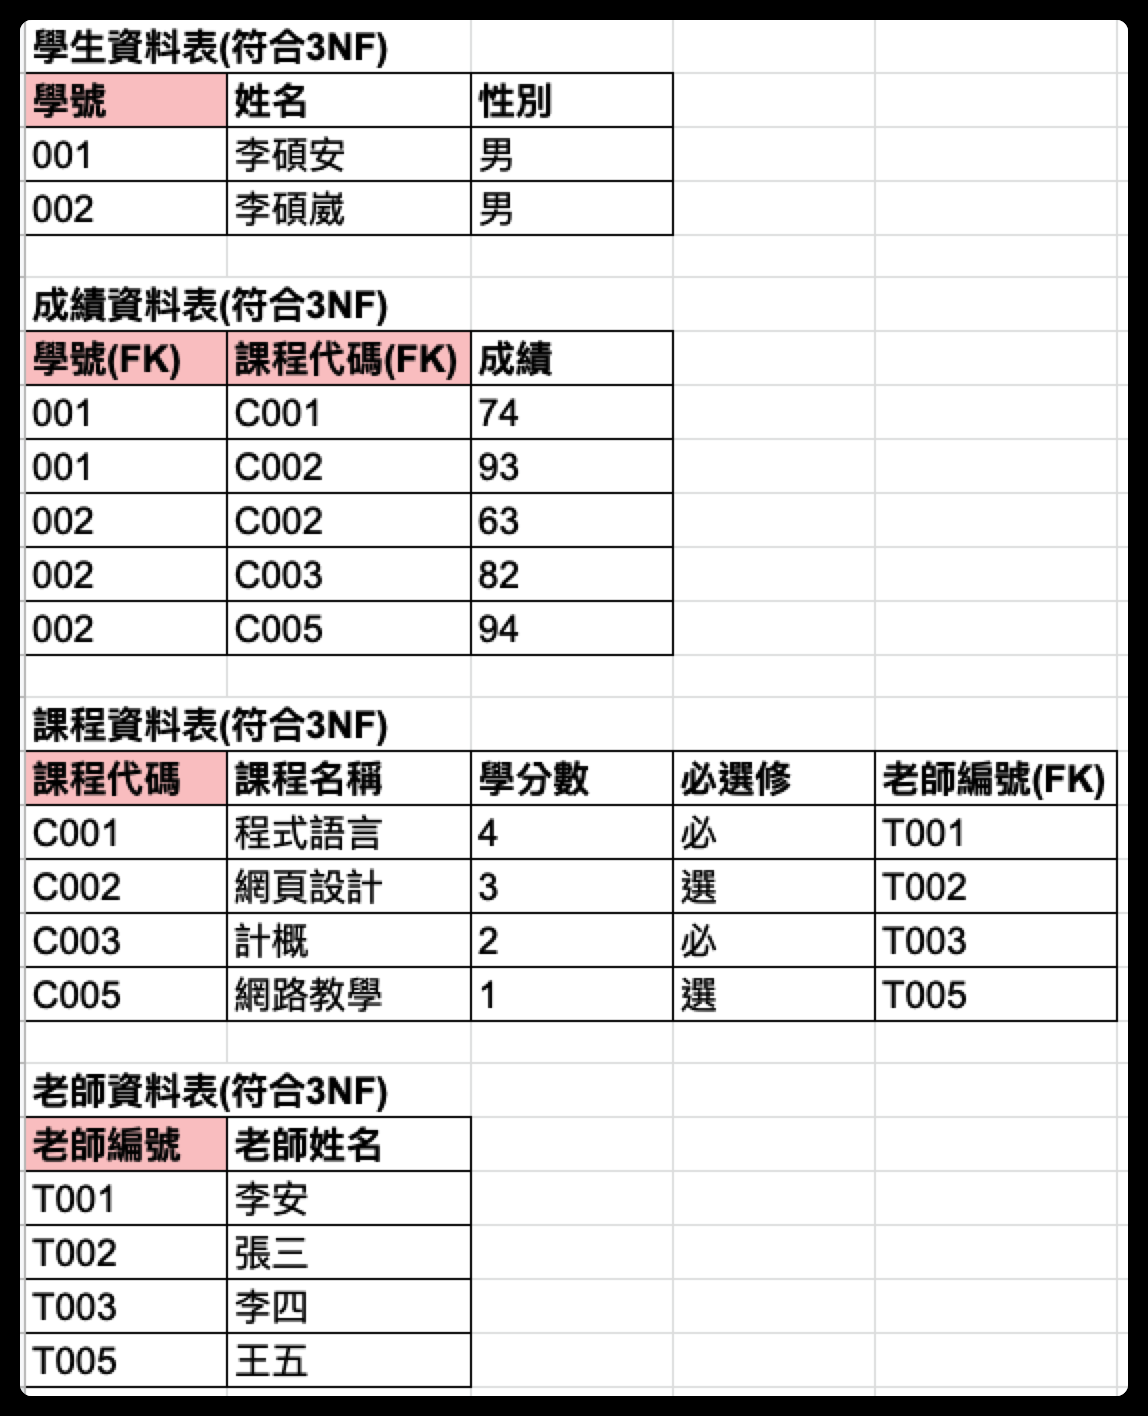 學生資料表(符合3NF)
學號 姓名 性別
001 李碩安 男
002 李碩崴 男
成績資料表(符合3NF)
學號(FK) 課程代碼(FK) 成績
001 C001 74
001 C002 93
002 C002 63
002 C003 82
002 C005 94
課程資料表(符合3NF)
課程代碼 課程名稱 學分數 必選修 老師編號(FK)
C001 程式語言 4 必 T001
C002 網頁設計 3 選 T002
C003 計概 2 必 T003
C005 網路教學 1 選 T005
老師資料表(符合3NF)
老師編號 老師姓名
T001 李安
T002 張三
T003 李四
T005 王五